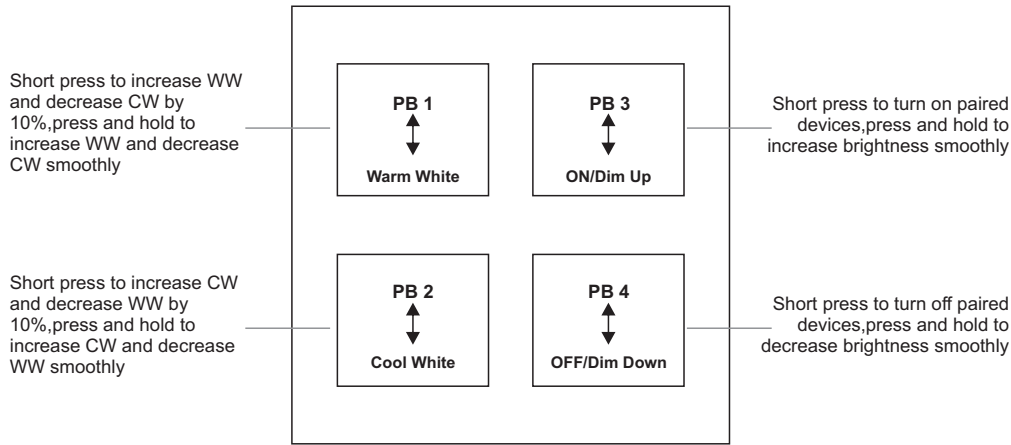 Short press to increase WW
and decrease CW by
10%,press and hold to
increase WW and decrease
CW smoothly
PB 1
Warm White
PB 3
ON/Dim Up
Short press to turn on paired
devices,press and hold to
increase brightness smoothly
Short press to increase CW
and decrease WW by
10%,press and hold to
increase CW and decrease
WW smoothly
PB 2
Cool White
PB 4
OFF/Dim Down
Short press to turn off paired
devices,press and hold to
decrease brightness smoothly